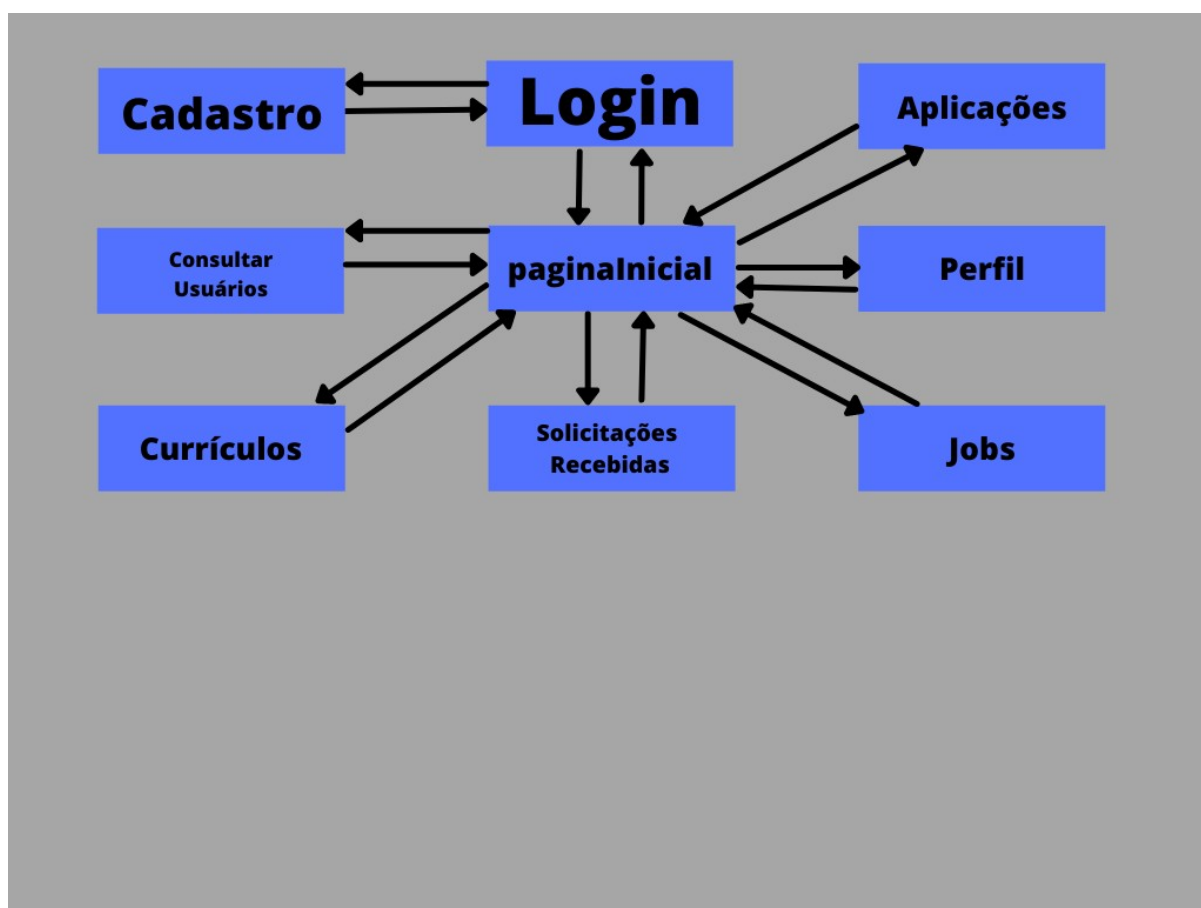 Cadastro
Login
Aplicações
Consultar
Usuários
paginaInicial
Perfil
Currículos
Solicitações
Recebidas
Jobs